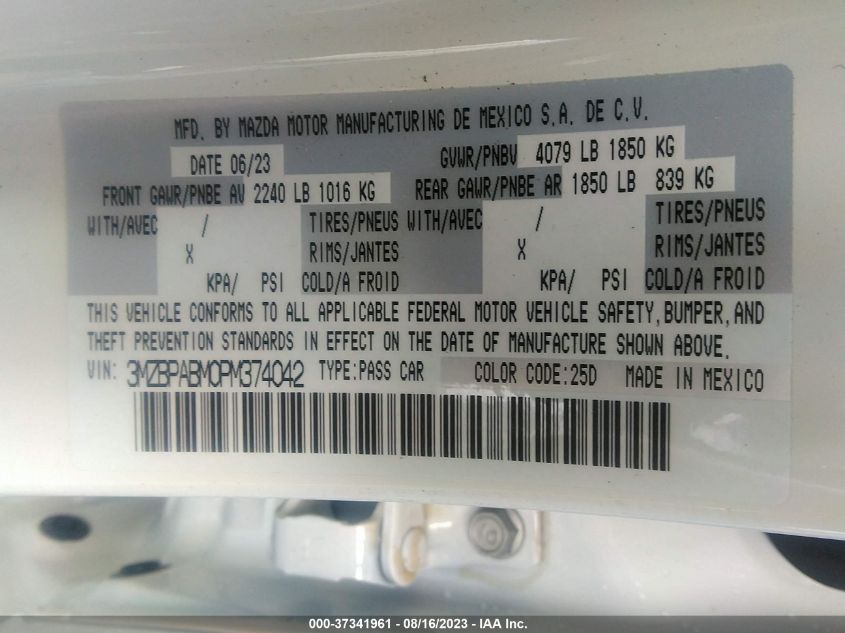 MFD. BY MAZDA MOTOR MANUFACTURING DE MEXICO S.A. DE C.V.
DATE 06/23 GVWR/PNBV 4079 LB 1850 KG
FRONT GAWR/PNBE AV 2240 LB 1016 KG REAR GAWR/PNBE AR 1850 LB 839 KG
WITH/AVEC / TIRES/PNEUS WITH/AVEC / TIRES/PNEUS
X RIMS/JANTES X RIMS/JANTES
KPA/ PSI COLD/A FROID KPA/ PSI COLD/A FROID
THIS VEHICLE CONFORMS TO ALL APPLICABLE FEDERAL MOTOR VEHICLE SAFETY, BUMPER, AND
THEFT PREVENTION STANDARDS IN EFFECT ON THE DATE OF MANUFACTURE SHOWN ABOVE.
VIN: 3MZBPABM0PM374042 TYPE:PASS CAR COLOR CODE:25D MADE IN MEXICO
000-37341961 - 08/16/2023 - IAA Inc.